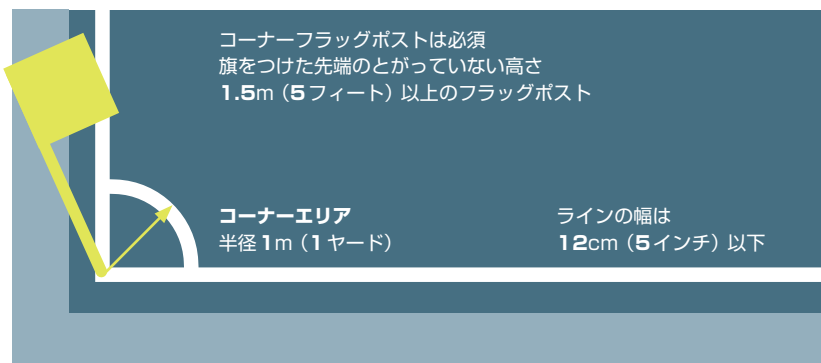 コーナーフラッグポストは必須
旗をつけた先端のとがっていない高さ
1.5m（5フィート）以上のフラッグポスト
コーナーエリア
半径1m（1ヤード）
ラインの幅は
12cm（5インチ）以下